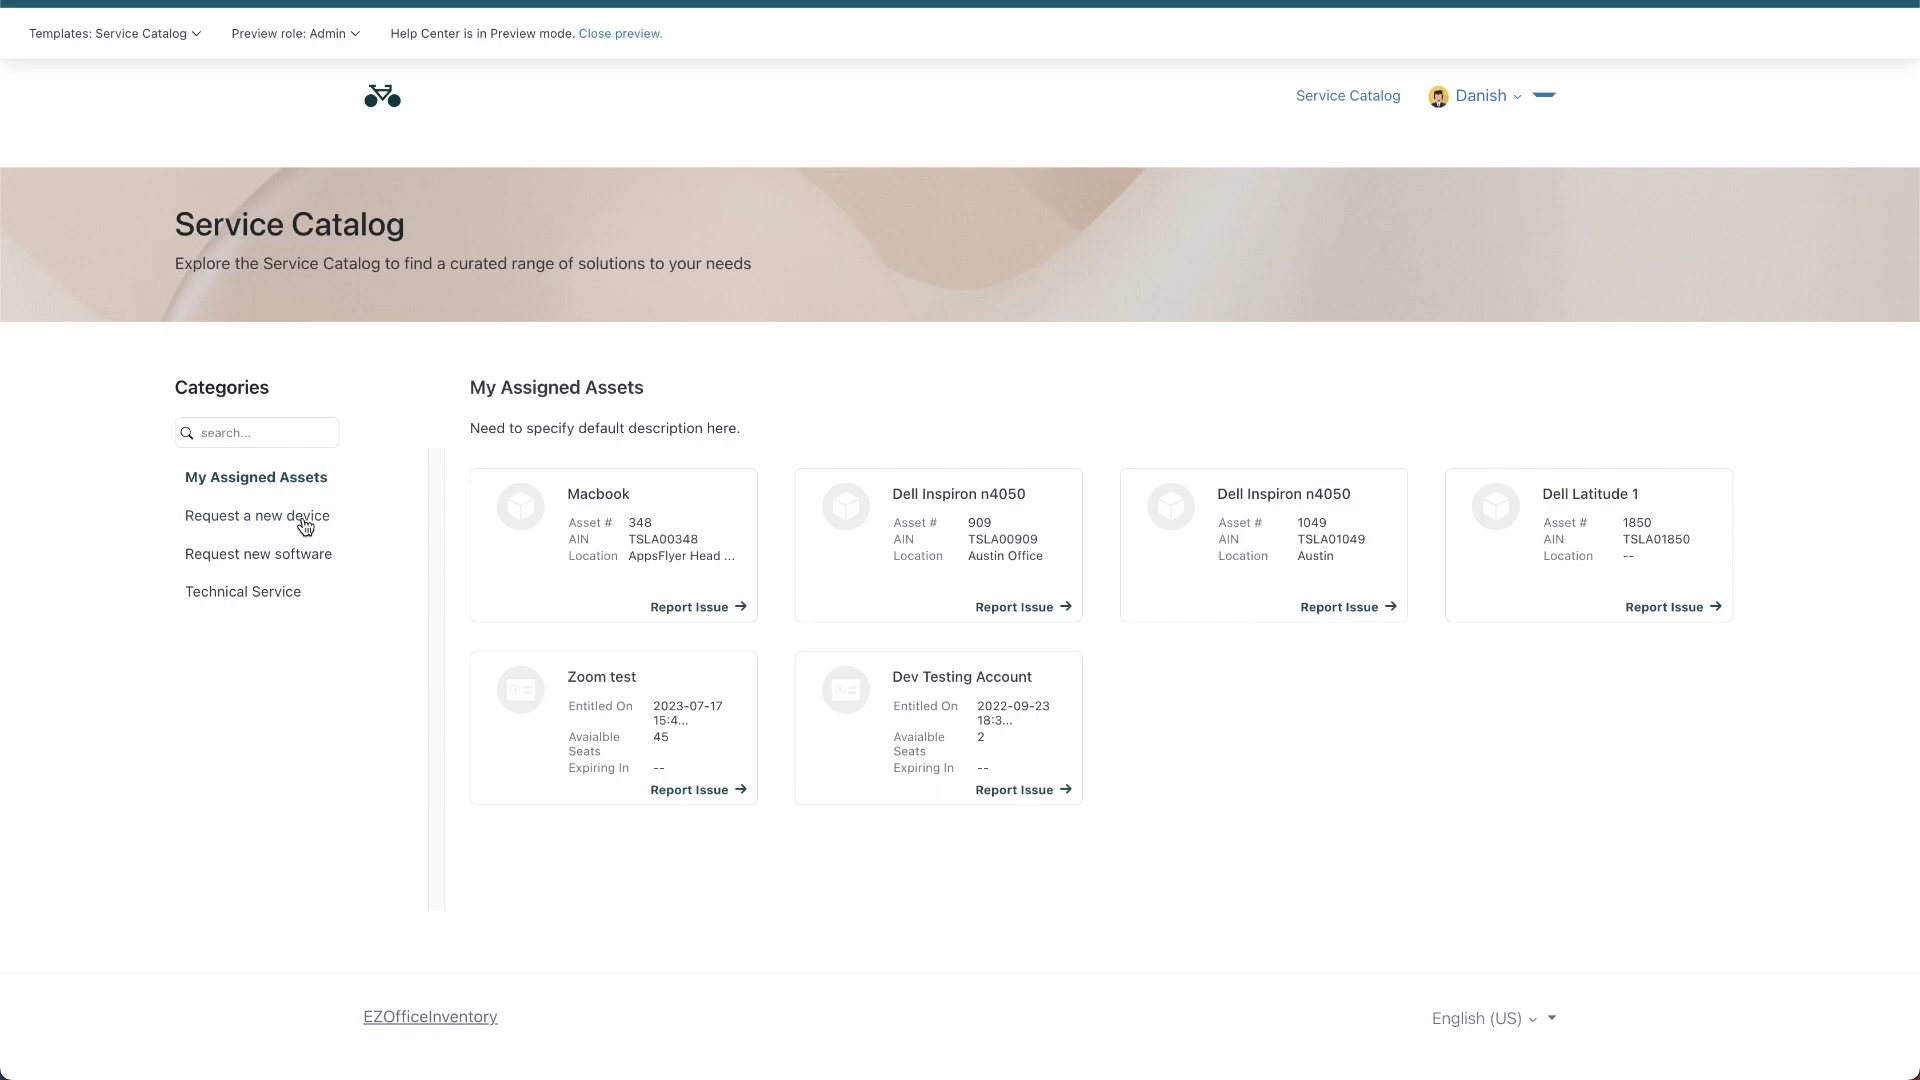 Templates: Service Catalog
Preview role: Admin
Help Center is in Preview mode. Close preview.
Service Catalog
Danish
Service Catalog
Explore the Service Catalog to find a curated range of solutions to your needs
Categories
search...
My Assigned Assets
Request a new device
Request new software
Technical Service
My Assigned Assets
Need to specify default description here.
Macbook
Asset # 348
AIN TSLA00348
Location AppsFlyer Head ...
Report Issue
Dell Inspiron n4050
Asset # 909
AIN TSLA00909
Location Austin Office
Report Issue
Dell Inspiron n4050
Asset # 1049
AIN TSLA01049
Location Austin
Report Issue
Dell Latitude 1
Asset # 1850
AIN TSLA01850
Location --
Report Issue
Zoom test
Entitled On 2023-07-17
15:4...
Avaialble 45
Seats
Expiring In --
Report Issue
Dev Testing Account
Entitled On 2022-09-23
18:3...
Avaialble 2
Seats
Expiring In --
Report Issue
EZOfficeInventory
English (US)